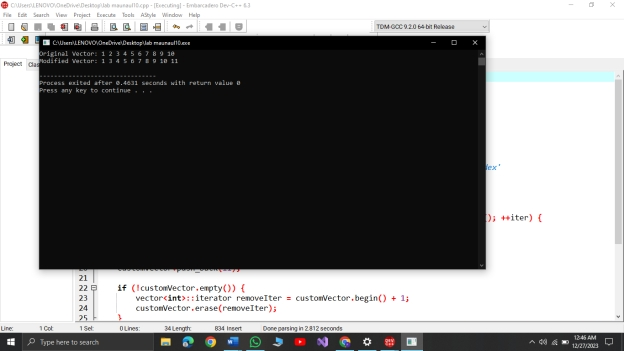 C:\Users\LENOVO\OneDrive\Desktop\lab maunaul10.cpp - [Executing] - Embarcadero Dev-C++ 6.3
File Edit Search View Project Execute Tools AStyle Window Help
TDM-GCC 9.2.0 64-bit Release
C:\Users\LENOVO\OneDrive\Desktop\lab maunaul10.exe
Project Clas
Original Vector: 1 2 3 4 5 6 7 8 9 10
Modified Vector: 1 3 4 5 6 7 8 9 10 11
--------------------------------
Process exited after 0.4631 seconds with return value 0
Press any key to continue . . .
dex'
(); ++iter) {
21
22 if (!customVector.empty()) {
23 vector<int>::iterator removeIter = customVector.begin() + 1;
24 customVector.erase(removeIter);
25 }
Line: 1 Col: 1 Sel: 0 Lines: 34 Length: 834 Insert Done parsing in 2.812 seconds
Type here to search
12:46 AM
12/27/2023